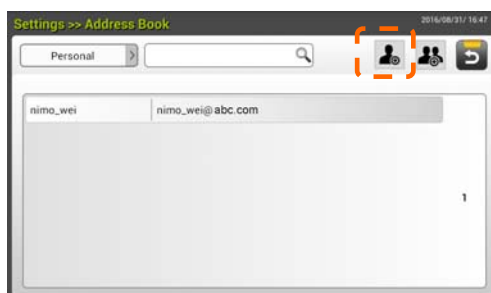 Settings >> Address Book
2016/08/31/ 16:47
Personal
nimo_wei
nimo_wei@abc.com
1